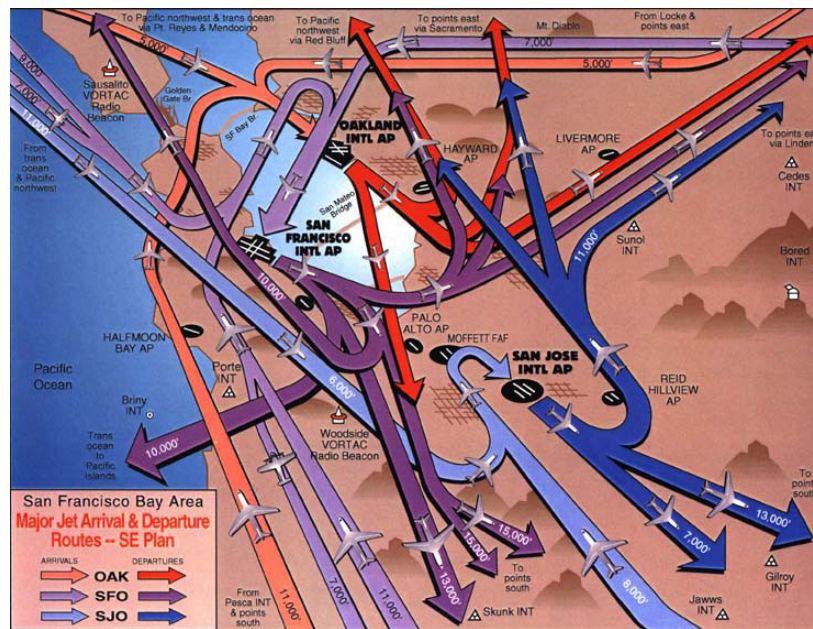 To Pacific northwest & trans ocean
via Pt. Reyes & Mendocino
To Pacific
northwest
via Red Bluff
To points east
via Sacramento
Mt. Diablo
From Locke &
points east
5,000'
7,000'
5,000'
9,000'
7,000'
11,000'
Sausalito
VORTAC
Radio
Beacon
Golden
Gate Br.
SF Bay Br.
OAKLAND
INTL AP
HAYWARD
AP
LIVERMORE
AP
To points ea
via Linden
Cedes
INT
From
trans
ocean
& Pacific
northwest
San Mateo
Bridge
SAN
FRANCISCO
INTL AP
Sunol
INT
Bored
INT
10,000'
11,000'
HALFMOON
BAY AP
PALO
ALTO AP
MOFFETT FAF
SAN JOSE
INTL AP
REID
HILLVIEW
AP
Pacific
Ocean
Porte
INT
6,000'
Briny
INT
Woodside
VORTAC
Radio Beacon
10,000'
Trans
ocean
to
Pacific
Islands
To
points
south
13,000'
7,000'
15,000'
15,000'
13,000'
To
points
south
8,000'
Gilroy
INT
Jawws
INT
Skunk INT
From
Pesca INT
& points
south
11,000'
7,000'
11,000'
San Francisco Bay Area
Major Jet Arrival & Departure
Routes -- SE Plan
ARRIVALS DEPARTURES
OAK
SFO
SJO